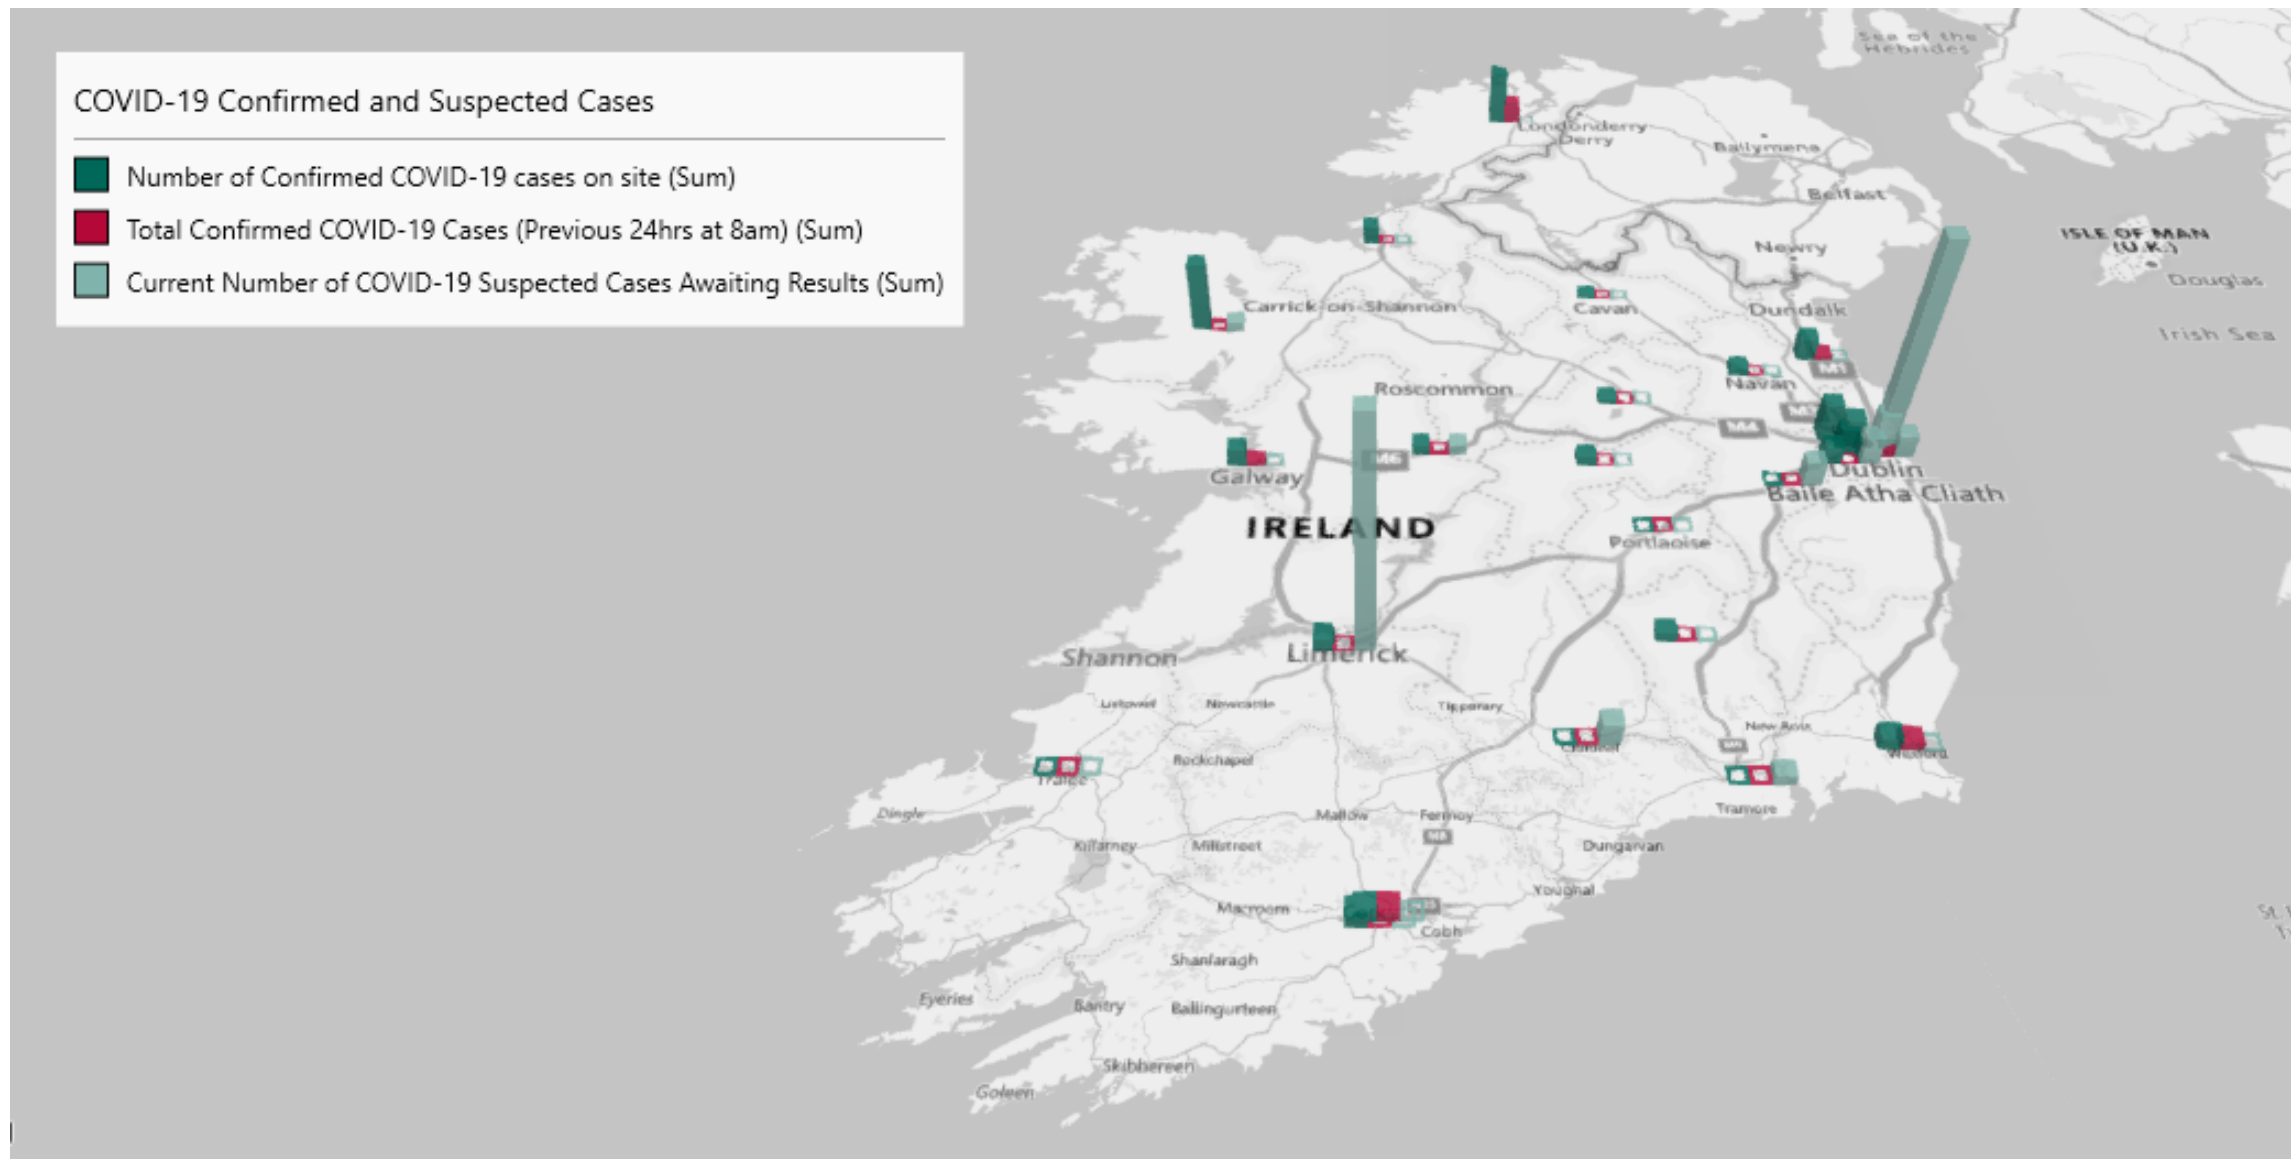 COVID-19 Confirmed and Suspected Cases
Number of Confirmed COVID-19 cases on site (Sum)
Total Confirmed COVID-19 Cases (Previous 24hrs at 8am) (Sum)
Current Number of COVID-19 Suspected Cases Awaiting Results (Sum)
Sea of the
Hebrides
Londonderry
Derry
Ballymena
Belfast
Newry
ISLE OF MAN
(U.K.)
Douglas
Irish Sea
Carrick-on-Shannon
Cavan
Dundalk
M1
Navan
Roscommon
M4
M6
Galway
Dublin
Baile Atha Cliath
IRELAND
Portlaoise
Limerick
Shannon
Listowel
Newcastle
Tipperary
New Ross
Wexford
Clonmel
Rockchapel
Tralee
Tramore
Dingle
Mallow
Fermoy
M8
Killarney
Millstreet
Dungarvan
Youghal
Macroom
Cobh
Shanlaragh
Eyeries
Bantry
Ballingurteen
Skibbereen
Goleen